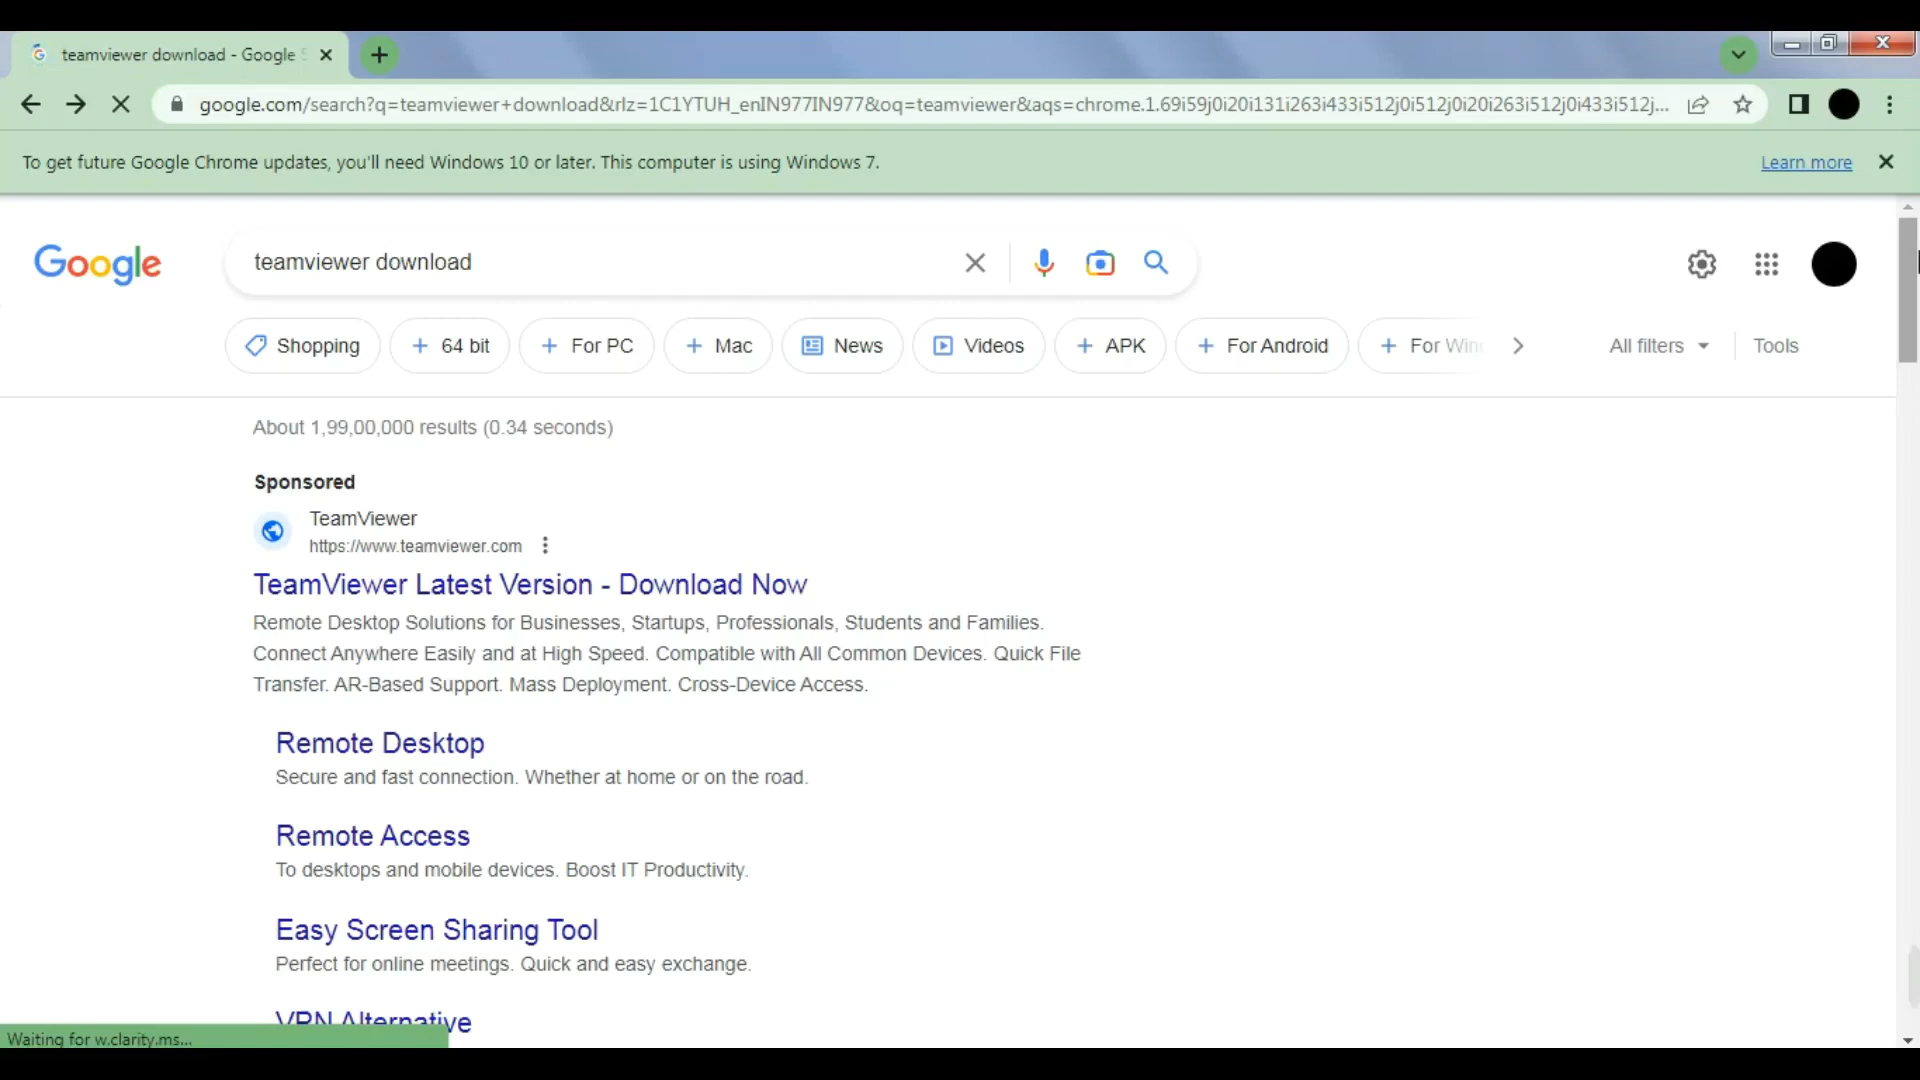 teamviewer download - Google
google.com/search?q=teamviewer+download&rlz=1C1YTUH_enIN977IN977&oq=teamviewer&aqs=chrome.1.69i59j0i20i131i263i433i512j0i512j0i20i263i512j0i433i512j...
To get future Google Chrome updates, you'll need Windows 10 or later. This computer is using Windows 7. Learn more
Google teamviewer download
Shopping 64 bit For PC Mac News Videos APK For Android For All filters Tools
About 1,99,00,000 results (0.34 seconds)
Sponsored
TeamViewer
https://www.teamviewer.com
TeamViewer Latest Version - Download Now
Remote Desktop Solutions for Businesses, Startups, Professionals, Students and Families.
Connect Anywhere Easily and at High Speed. Compatible with All Common Devices. Quick File
Transfer. AR-Based Support. Mass Deployment. Cross-Device Access.
Remote Desktop
Secure and fast connection. Whether at home or on the road.
Remote Access
To desktops and mobile devices. Boost IT Productivity.
Easy Screen Sharing Tool
Perfect for online meetings. Quick and easy exchange.
VPN Alternative
Waiting for w.clarity.ms...